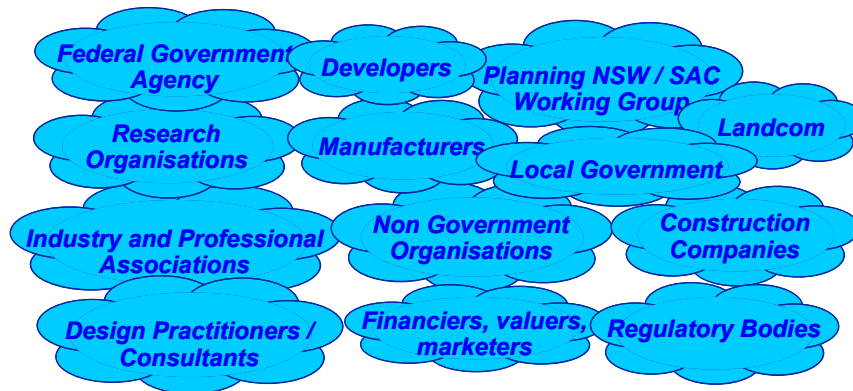 Federal Government
Agency
Developers
Planning NSW / SAC
Working Group
Landcom
Research
Organisations
Manufacturers
Local Government
Industry and Professional
Associations
Non Government
Organisations
Construction
Companies
Design Practitioners /
Consultants
Financiers, valuers,
marketers
Regulatory Bodies